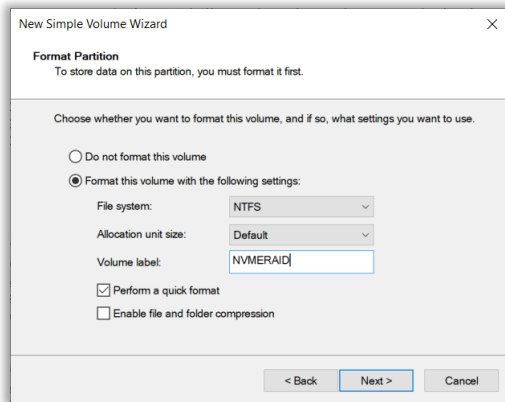 New Simple Volume Wizard
Format Partition
To store data on this partition, you must format it first.
Choose whether you want to format this volume, and if so, what settings you want to use.
Do not format this volume
Format this volume with the following settings:
File system: NTFS
Allocation unit size: Default
Volume label: NVMERAID
Perform a quick format
Enable file and folder compression
< Back Next > Cancel